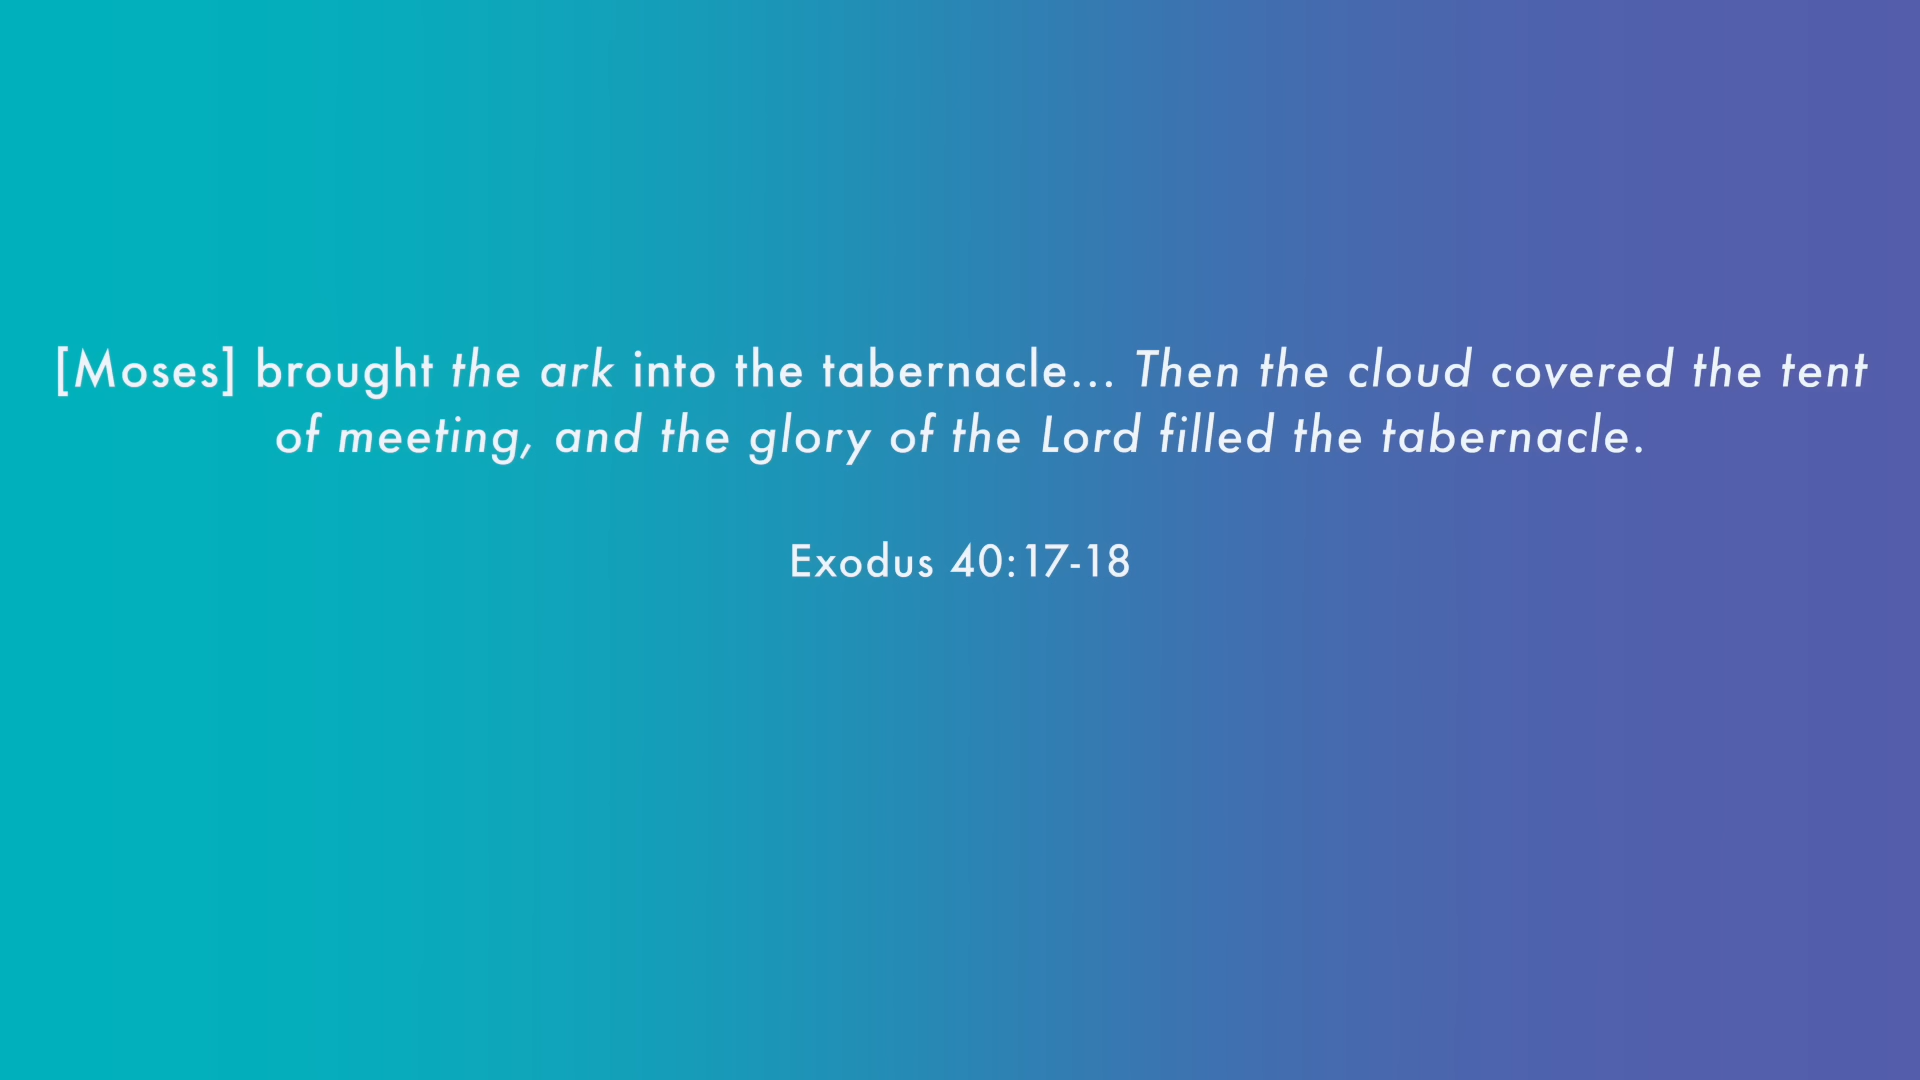 [Moses] brought the ark into the tabernacle... Then the cloud covered the tent
of meeting, and the glory of the Lord filled the tabernacle.
Exodus 40:17-18